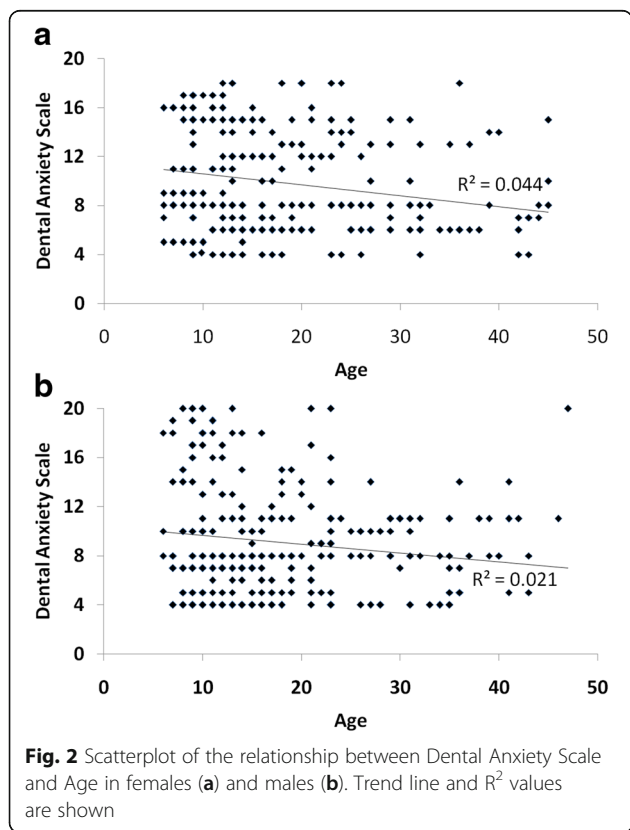 a
20
16
12
8
4
0
Dental Anxiety Scale
R² = 0.044
0 10 20 30 40 50
Age
b
20
16
12
8
4
0
Dental Anxiety Scale
R² = 0.021
0 10 20 30 40 50
Age
Fig. 2 Scatterplot of the relationship between Dental Anxiety Scale
and Age in females (a) and males (b). Trend line and R² values
are shown